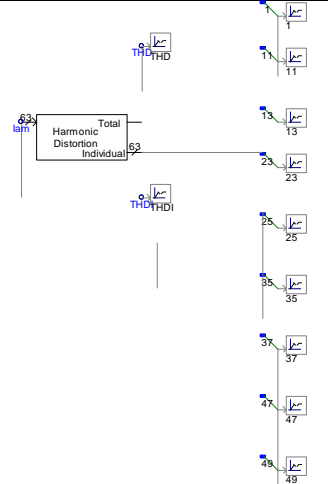 1
1
THD
THD
11
11
63
Iam
Total
Harmonic
Distortion
Individual
63
13
13
23
23
THDI
THDI
25
25
35
35
37
37
47
47
49
49